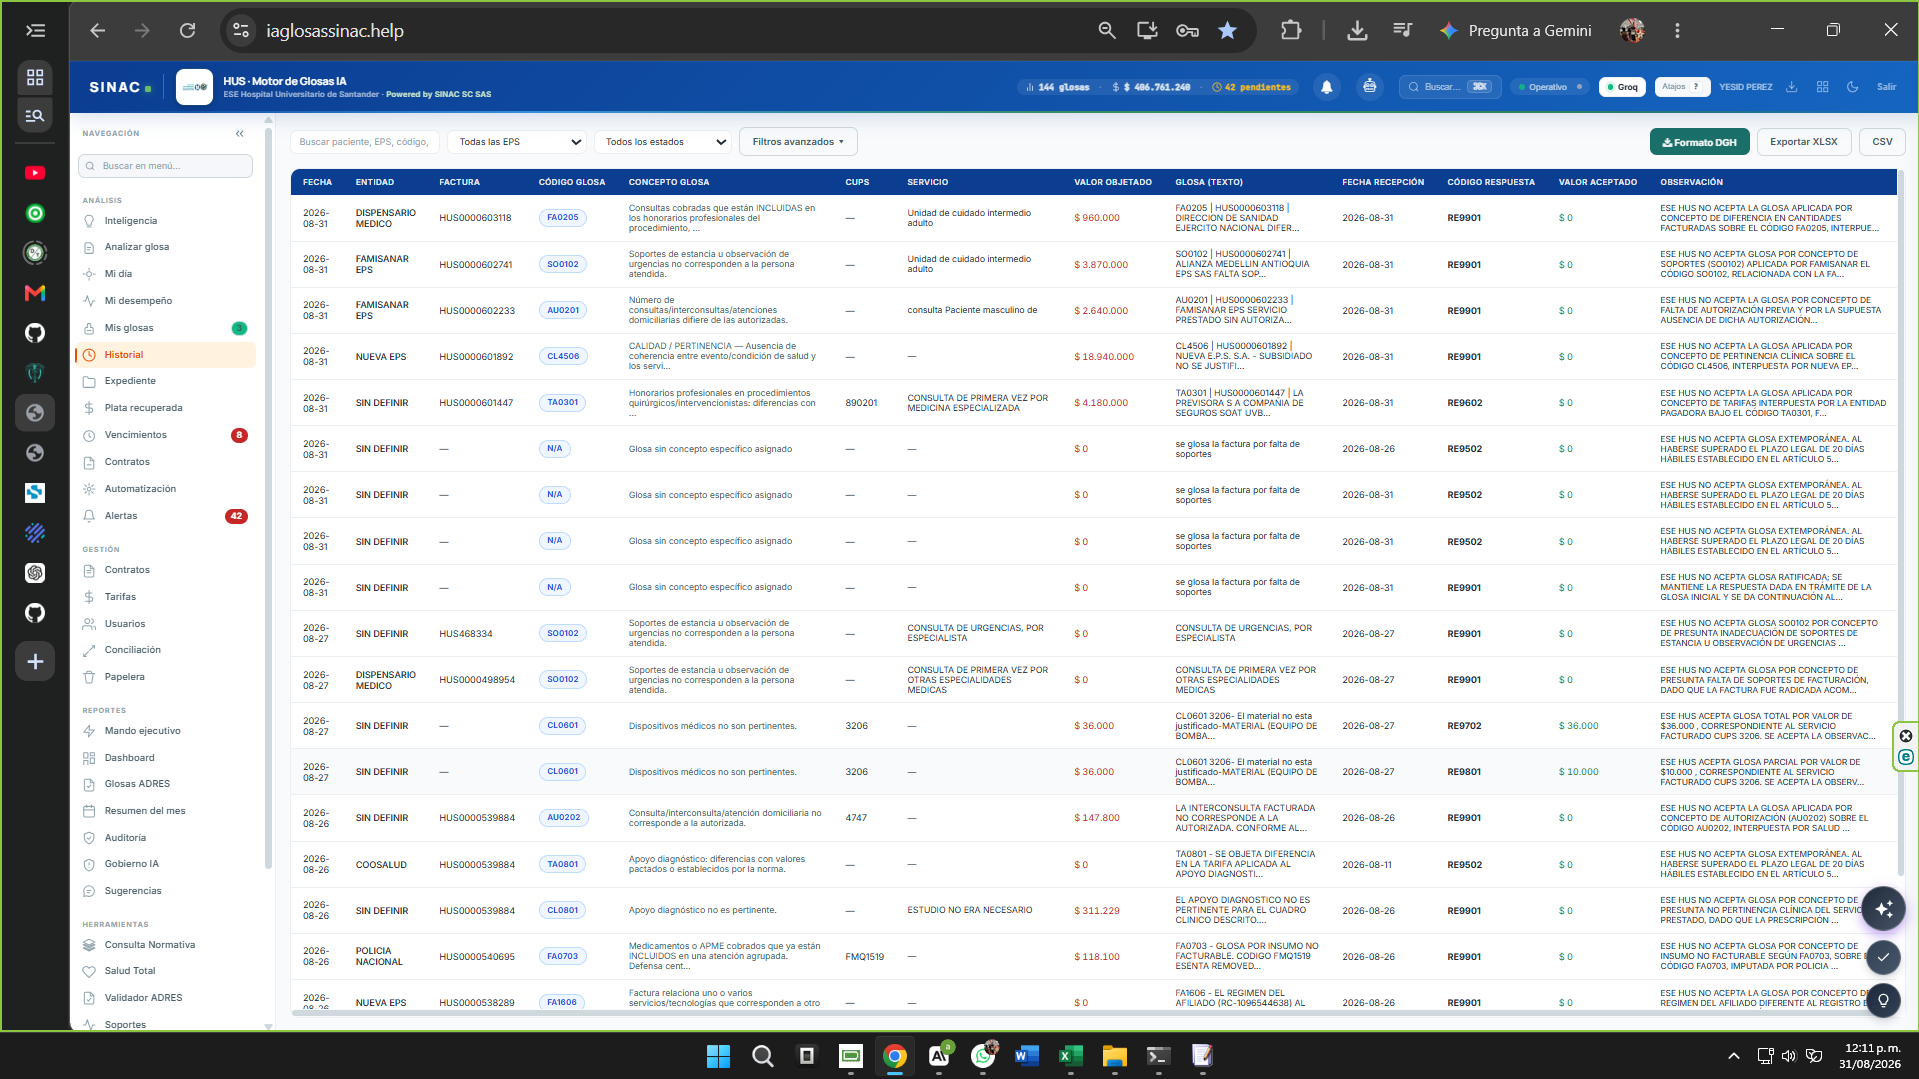 iaglosassinac.help
Pregunta a Gemini
SINAC
HUS · Motor de Glosas IA
ESE Hospital Universitario de Santander · Powered by SINAC SC SAS
144 glosas · $ $ 406.761.240 · 42 pendientes
Buscar... ⌘K
Operativo
Groq
Atajos ?
YESID PEREZ
Salir
NAVEGACIÓN
Buscar en menú...
ANÁLISIS
Inteligencia
Analizar glosa
Mi día
Mi desempeño
Mis glosas 3
Historial
Expediente
Plata recuperada
Vencimientos 8
Contratos
Automatización
Alertas 42
GESTIÓN
Contratos
Tarifas
Usuarios
Conciliación
Papelera
REPORTES
Mando ejecutivo
Dashboard
Glosas ADRES
Resumen del mes
Auditoría
Gobierno IA
Sugerencias
HERRAMIENTAS
Consulta Normativa
Salud Total
Validador ADRES
Soportes
Buscar paciente, EPS, código,
Todas las EPS
Todos los estados
Filtros avanzados
Formato DGH
Exportar XLSX
CSV
FECHA ENTIDAD FACTURA CÓDIGO GLOSA CONCEPTO GLOSA CUPS SERVICIO VALOR OBJETADO GLOSA (TEXTO) FECHA RECEPCIÓN CÓDIGO RESPUESTA VALOR ACEPTADO OBSERVACIÓN
2026-08-31 DISPENSARIO MEDICO HUS0000603118 FA0205 Consultas cobradas que están INCLUIDAS en los honorarios profesionales del procedimiento, ... — Unidad de cuidado intermedio adulto $ 960.000 FA0205 | HUS0000603118 | DIRECCION DE SANIDAD EJERCITO NACIONAL DIFER... 2026-08-31 RE9901 $ 0 ESE HUS NO ACEPTA LA GLOSA APLICADA POR CONCEPTO DE DIFERENCIA EN CANTIDADES FACTURADAS SOBRE EL CÓDIGO FA0205, INTERPUE...
2026-08-31 FAMISANAR EPS HUS0000602741 SO0102 Soportes de estancia u observación de urgencias no corresponden a la persona atendida. — Unidad de cuidado intermedio adulto $ 3.870.000 SO0102 | HUS0000602741 | ALIANZA MEDELLIN ANTIOQUIA EPS SAS FALTA SOP... 2026-08-31 RE9901 $ 0 ESE HUS NO ACEPTA GLOSA POR CONCEPTO DE SOPORTES (SO0102) APLICADA POR FAMISANAR EL CÓDIGO SO0102, RELACIONADA CON LA FA...
2026-08-31 FAMISANAR EPS HUS0000602233 AU0201 Número de consultas/interconsultas/atenciones domiciliarias difiere de las autorizadas. — consulta Paciente masculino de $ 2.640.000 AU0201 | HUS0000602233 | FAMISANAR EPS SERVICIO PRESTADO SIN AUTORIZA... 2026-08-31 RE9901 $ 0 ESE HUS NO ACEPTA LA GLOSA POR CONCEPTO DE FALTA DE AUTORIZACIÓN PREVIA Y POR LA SUPUESTA AUSENCIA DE DICHA AUTORIZACIÓN...
2026-08-31 NUEVA EPS HUS0000601892 CL4506 CALIDAD / PERTINENCIA — Ausencia de coherencia entre evento/condición de salud y los servi... — — $ 18.940.000 CL4506 | HUS0000601892 | NUEVA E.P.S. S.A. - SUBSIDIADO NO SE JUSTIFI... 2026-08-31 RE9901 $ 0 ESE HUS NO ACEPTA LA GLOSA APLICADA POR CONCEPTO DE PERTINENCIA CLÍNICA SOBRE EL CÓDIGO CL4506, INTERPUESTA POR NUEVA EP...
2026-08-31 SIN DEFINIR HUS0000601447 TA0301 Honorarios profesionales en procedimientos quirúrgicos/intervencionistas: diferencias con ... 890201 CONSULTA DE PRIMERA VEZ POR MEDICINA ESPECIALIZADA $ 4.180.000 TA0301 | HUS0000601447 | LA PREVISORA S A COMPAÑIA DE SEGUROS SOAT UVB... 2026-08-31 RE9602 $ 0 ESE HUS NO ACEPTA LA GLOSA APLICADA POR CONCEPTO DE TARIFAS INTERPUESTA POR LA ENTIDAD PAGADORA BAJO EL CÓDIGO TA0301, F...
2026-08-31 SIN DEFINIR — N/A Glosa sin concepto específico asignado — — $ 0 se glosa la factura por falta de soportes 2026-08-26 RE9502 $ 0 ESE HUS NO ACEPTA GLOSA EXTEMPORÁNEA. AL HABERSE SUPERADO EL PLAZO LEGAL DE 20 DÍAS HÁBILES ESTABLECIDO EN EL ARTÍCULO 5...
2026-08-31 SIN DEFINIR — N/A Glosa sin concepto específico asignado — — $ 0 se glosa la factura por falta de soportes 2026-08-31 RE9502 $ 0 ESE HUS NO ACEPTA GLOSA EXTEMPORÁNEA. AL HABERSE SUPERADO EL PLAZO LEGAL DE 20 DÍAS HÁBILES ESTABLECIDO EN EL ARTÍCULO 5...
2026-08-31 SIN DEFINIR — N/A Glosa sin concepto específico asignado — — $ 0 se glosa la factura por falta de soportes 2026-08-31 RE9502 $ 0 ESE HUS NO ACEPTA GLOSA EXTEMPORÁNEA. AL HABERSE SUPERADO EL PLAZO LEGAL DE 20 DÍAS HÁBILES ESTABLECIDO EN EL ARTÍCULO 5...
2026-08-31 SIN DEFINIR — N/A Glosa sin concepto específico asignado — — $ 0 se glosa la factura por falta de soportes 2026-08-31 RE9901 $ 0 ESE HUS NO ACEPTA GLOSA RATIFICADA; SE MANTIENE LA RESPUESTA DADA EN TRÁMITE DE LA GLOSA INICIAL Y SE DA CONTINUACIÓN AL...
2026-08-27 SIN DEFINIR HUS468334 SO0102 Soportes de estancia u observación de urgencias no corresponden a la persona atendida. — CONSULTA DE URGENCIAS, POR ESPECIALISTA $ 0 CONSULTA DE URGENCIAS, POR ESPECIALISTA 2026-08-27 RE9901 $ 0 ESE HUS NO ACEPTA GLOSA SO0102 POR CONCEPTO DE PRESUNTA INADECUACIÓN DE SOPORTES DE ESTANCIA U OBSERVACIÓN DE URGENCIAS ...
2026-08-27 DISPENSARIO MEDICO HUS0000498954 SO0102 Soportes de estancia u observación de urgencias no corresponden a la persona atendida. — CONSULTA DE PRIMERA VEZ POR OTRAS ESPECIALIDADES MEDICAS $ 0 CONSULTA DE PRIMERA VEZ POR OTRAS ESPECIALIDADES MEDICAS 2026-08-27 RE9901 $ 0 ESE HUS NO ACEPTA GLOSA POR CONCEPTO DE PRESUNTA FALTA DE SOPORTES DE FACTURACIÓN, DADO QUE LA FACTURA FUE RADICADA ACOM...
2026-08-27 SIN DEFINIR — CL0601 Dispositivos médicos no son pertinentes. 3206 — $ 36.000 CL0601 3206- El material no esta justificado-MATERIAL (EQUIPO DE BOMBA... 2026-08-27 RE9702 $ 36.000 ESE HUS ACEPTA GLOSA TOTAL POR VALOR DE $36.000 , CORRESPONDIENTE AL SERVICIO FACTURADO CUPS 3206. SE ACEPTA LA OBSERVAC...
2026-08-27 SIN DEFINIR — CL0601 Dispositivos médicos no son pertinentes. 3206 — $ 36.000 CL0601 3206- El material no esta justificado-MATERIAL (EQUIPO DE BOMBA... 2026-08-27 RE9801 $ 10.000 ESE HUS ACEPTA GLOSA PARCIAL POR VALOR DE $10.000 , CORRESPONDIENTE AL SERVICIO FACTURADO CUPS 3206. SE ACEPTA LA OBSERV...
2026-08-26 SIN DEFINIR HUS0000539884 AU0202 Consulta/interconsulta/atención domiciliaria no corresponde a la autorizada. 4747 — $ 147.800 LA INTERCONSULTA FACTURADA NO CORRESPONDE A LA AUTORIZADA. CONFORME AL... 2026-08-26 RE9901 $ 0 ESE HUS NO ACEPTA LA GLOSA APLICADA POR CONCEPTO DE AUTORIZACIÓN (AU0202) SOBRE EL CÓDIGO AU0202, INTERPUESTA POR SALUD ...
2026-08-26 COOSALUD HUS0000539884 TA0801 Apoyo diagnóstico: diferencias con valores pactados o establecidos por la norma. — — $ 0 TA0801 - SE OBJETA DIFERENCIA EN LA TARIFA APLICADA AL APOYO DIAGNOSTI... 2026-08-11 RE9502 $ 0 ESE HUS NO ACEPTA GLOSA EXTEMPORÁNEA. AL HABERSE SUPERADO EL PLAZO LEGAL DE 20 DÍAS HÁBILES ESTABLECIDO EN EL ARTÍCULO 5...
2026-08-26 SIN DEFINIR HUS0000539884 CL0801 Apoyo diagnóstico no es pertinente. — ESTUDIO NO ERA NECESARIO $ 311.229 EL APOYO DIAGNOSTICO NO ES PERTINENTE PARA EL CUADRO CLINICO DESCRITO.... 2026-08-26 RE9901 $ 0 ESE HUS NO ACEPTA GLOSA POR CONCEPTO DE PRESUNTA NO PERTINENCIA CLÍNICA DEL SERVIC PRESTADO, DADO QUE LA PRESCRIPCIÓN ...
2026-08-26 POLICIA NACIONAL HUS0000540695 FA0703 Medicamentos o APME cobrados que ya están INCLUIDOS en una atención agrupada. Defensa cent... FMQ1519 — $ 118.100 FA0703 - GLOSA POR INSUMO NO FACTURABLE. CODIGO FMQ1519 ESENTA REMOVED... 2026-08-26 RE9901 $ 0 ESE HUS NO ACEPTA GLOSA POR CONCEPTO DE INSUMO NO FACTURABLE SEGÚN FA0703, SOBRE CÓDIGO FA0703, IMPUTADA POR POLICIA ...
2026-08-26 NUEVA EPS HUS0000538289 FA1606 Factura relaciona uno o varios servicios/tecnologías que corresponden a otro — — $ 0 FA1606 - EL REGIMEN DEL AFILIADO (RC-1096544638) AL 2026-08-26 RE9901 $ 0 ESE HUS NO ACEPTA LA GLOSA POR CONCEPTO DE REGIMEN DEL AFILIADO DIFERENTE AL REGISTRO
12:11 p. m.
31/08/2026